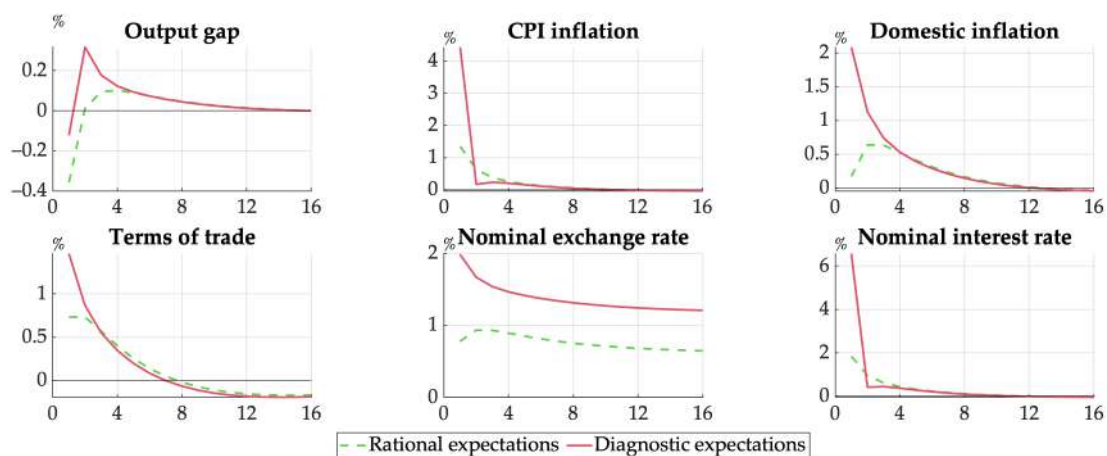 Output gap
%
0.2
0
–0.2
–0.4
0 4 8 12 16
CPI inflation
%
4
3
2
1
0
0 4 8 12 16
Domestic inflation
%
2
1.5
1
0.5
0
0 4 8 12 16
Terms of trade
%
1
0.5
0
0 4 8 12 16
Nominal exchange rate
%
2
1
0
0 4 8 12 16
Nominal interest rate
%
6
4
2
0
0 4 8 12 16
Rational expectations Diagnostic expectations